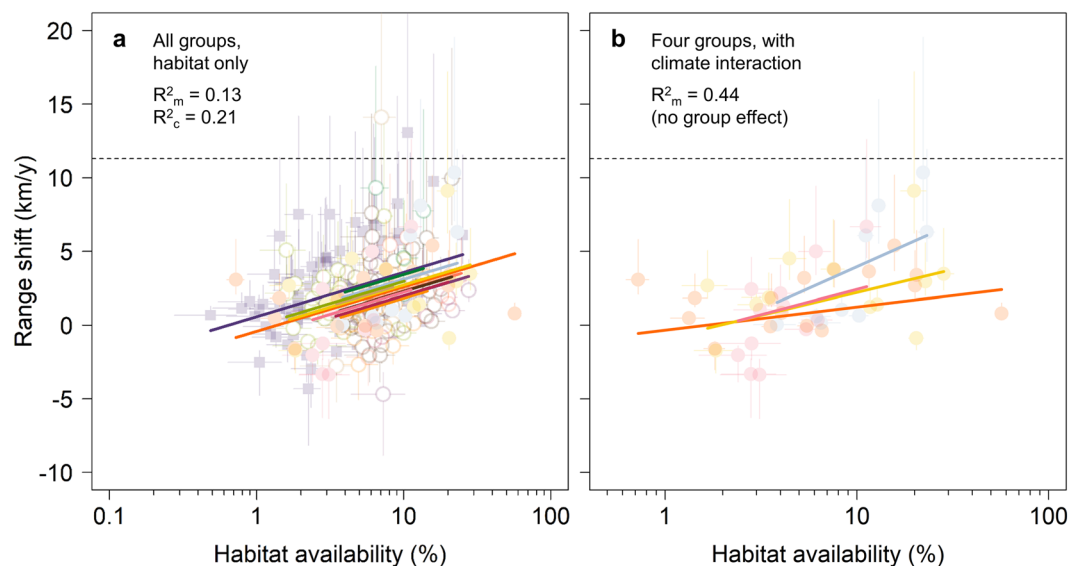 a
All groups,
habitat only
R²m = 0.13
R²c = 0.21
b
Four groups, with
climate interaction
R²m = 0.44
(no group effect)
Range shift (km/y)
20
15
10
5
0
-5
-10
0.1 1 10 100
1 10 100
Habitat availability (%)
Habitat availability (%)